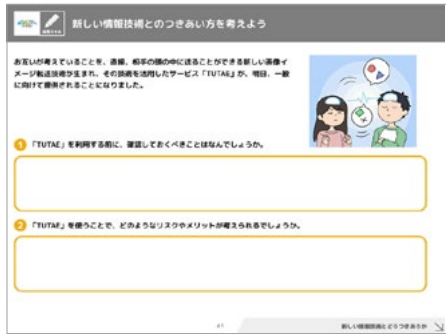 新しい情報技術とのつきあい方を考えよう
お互いが考えていることを、直接、相手の頭の中に送ることができる新しい画像イ
メージ転送技術が生まれ、その技術を活用したサービス「TUTAE」が、明日、一般
に向けて提供されることになりました。
1 「TUTAE」を利用する前に、確認しておくべきことはなんでしょうか。
2 「TUTAE」を使うことで、どのようなリスクやメリットが考えられるでしょうか。
新しい情報技術とどうつきあうか